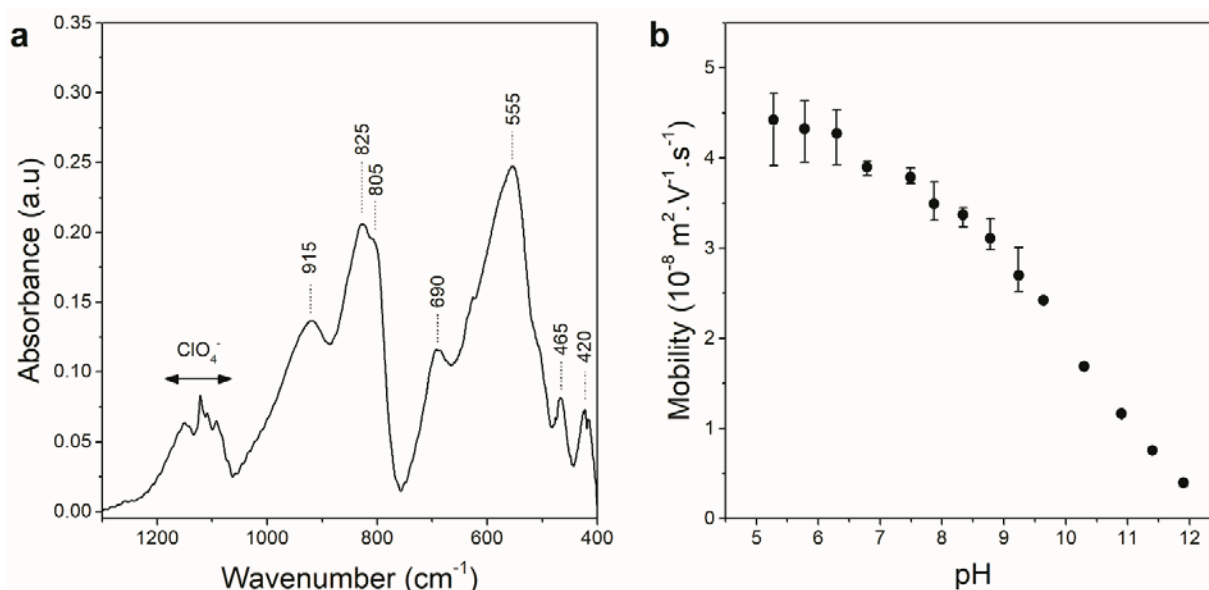 a
0.35
0.30
0.25
0.20
0.15
0.10
0.05
0.00
Absorbance (a.u)
ClO₄⁻
915
825
805
690
555
465
420
1200 1000 800 600 400
Wavenumber (cm⁻¹)
b
5
4
3
2
1
0
Mobility (10⁻⁸ m².V⁻¹.s⁻¹)
5 6 7 8 9 10 11 12
pH